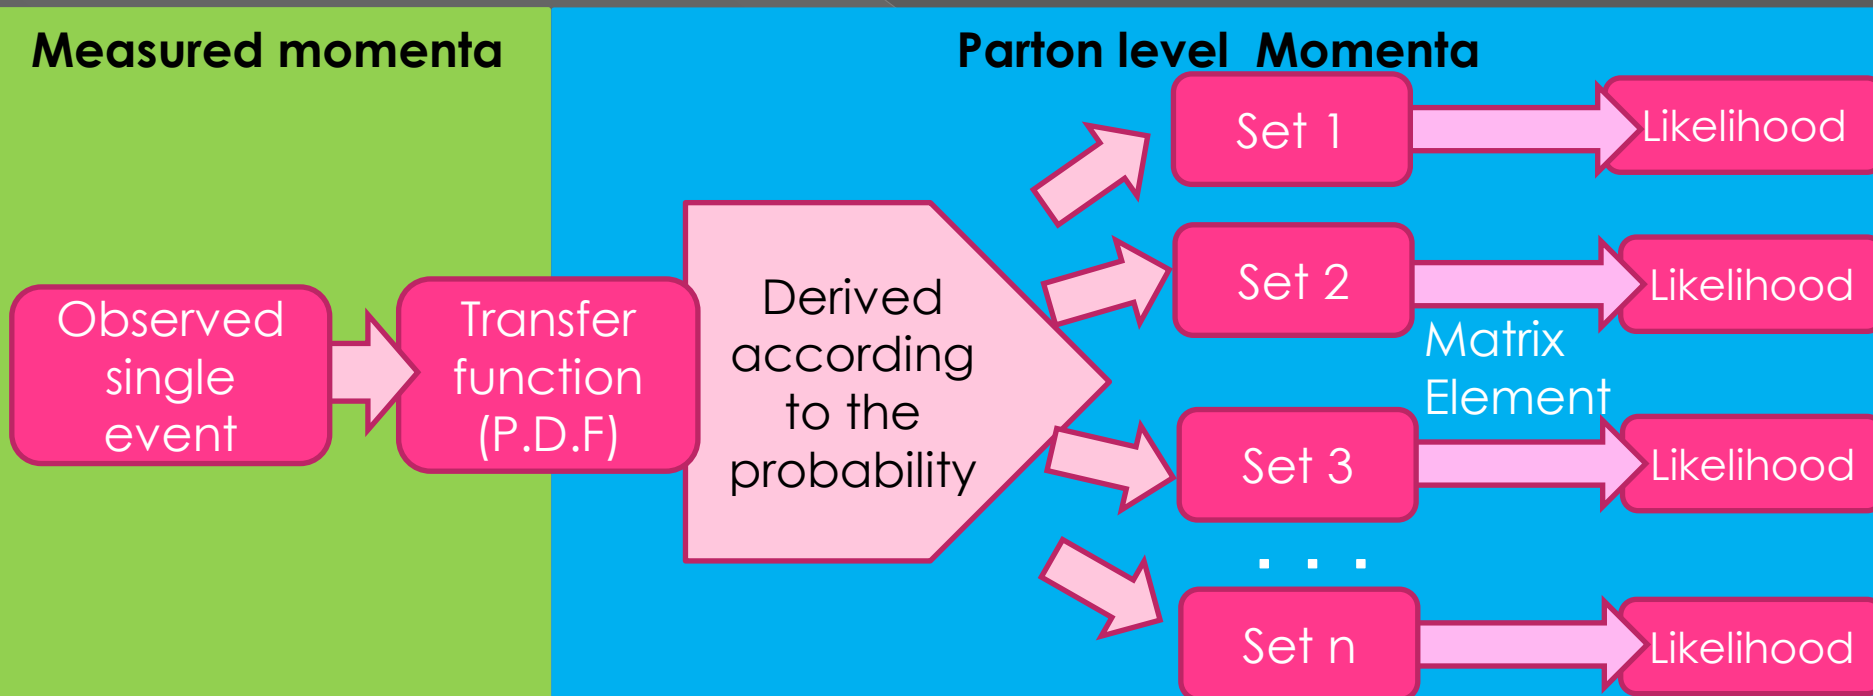 Measured momenta
Parton level Momenta
Observed
single
event
Transfer
function
(P.D.F)
Derived
according
to the
probability
Set 1
Likelihood
Set 2
Likelihood
Matrix
Element
Set 3
Likelihood
. . .
Set n
Likelihood